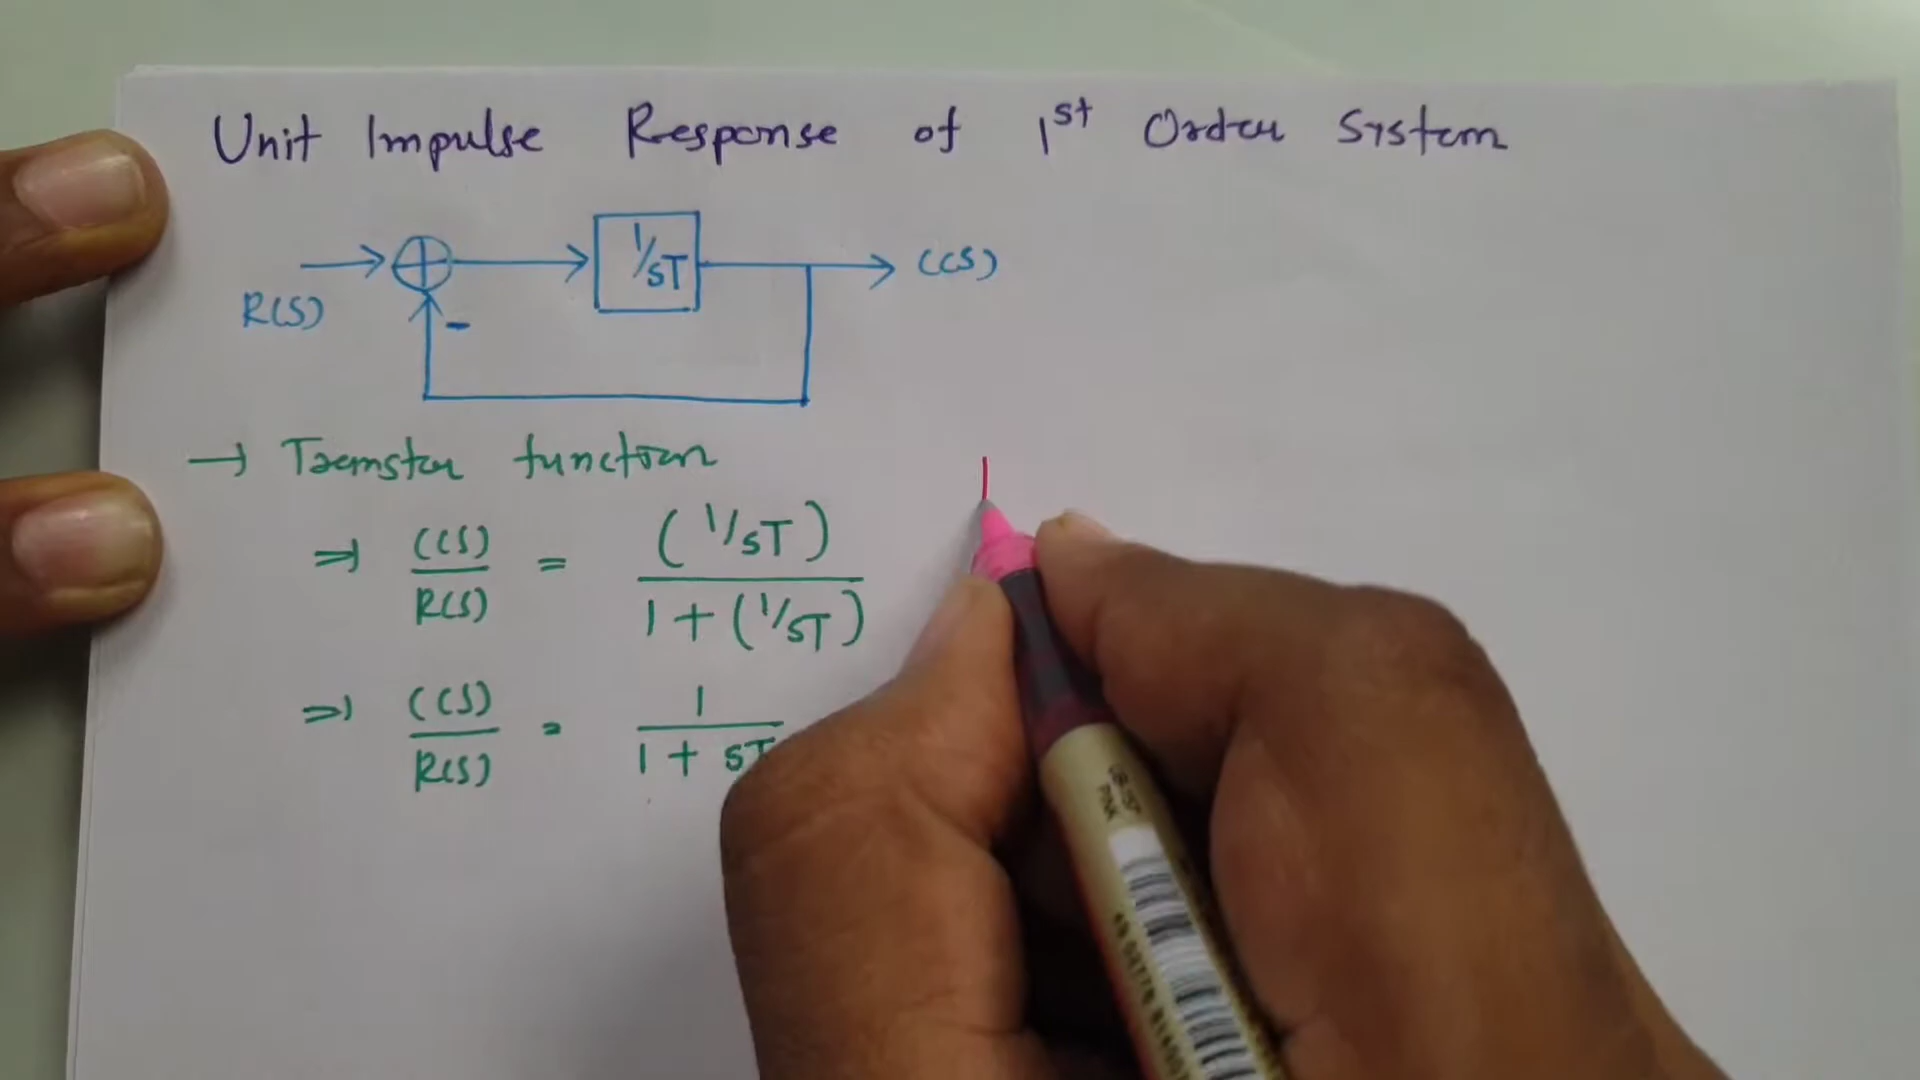 Unit Impulse Response of 1st Order System
R(S) 1/ST C(S)
-
→ Transfer function
⇒ C(S)/R(S) = (1/ST) / 1 + (1/ST)
⇒ C(S)/R(S) = 1 / 1 + ST